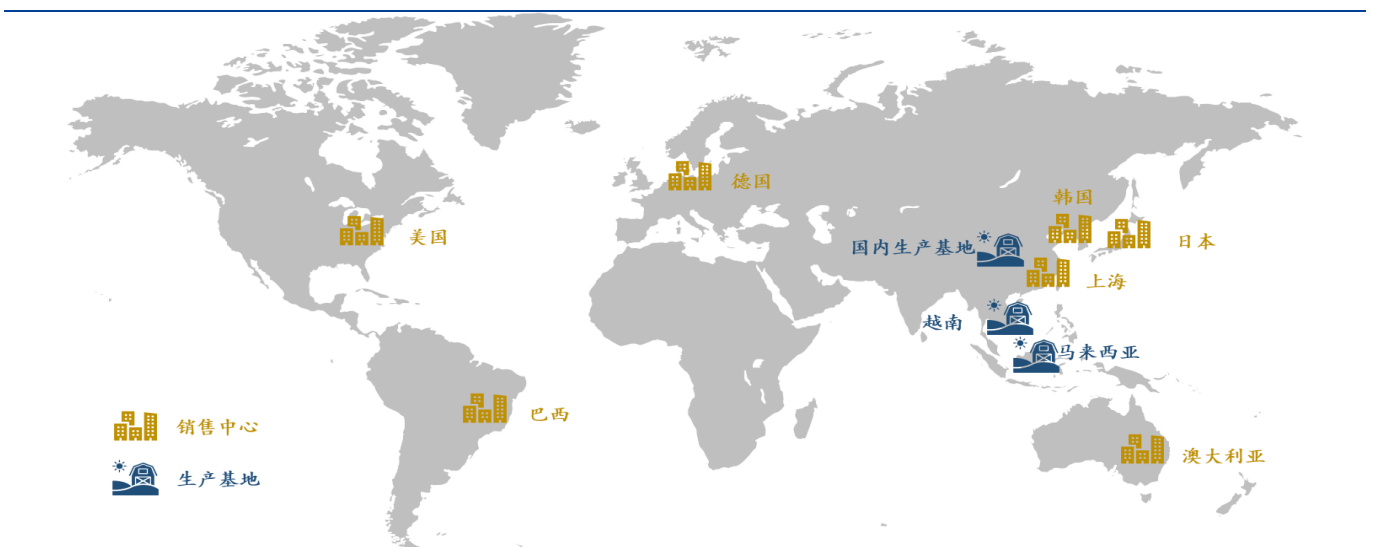 德国
韩国
美国
日本
国内生产基地
上海
越南
马来西亚
巴西
销售中心
澳大利亚
生产基地